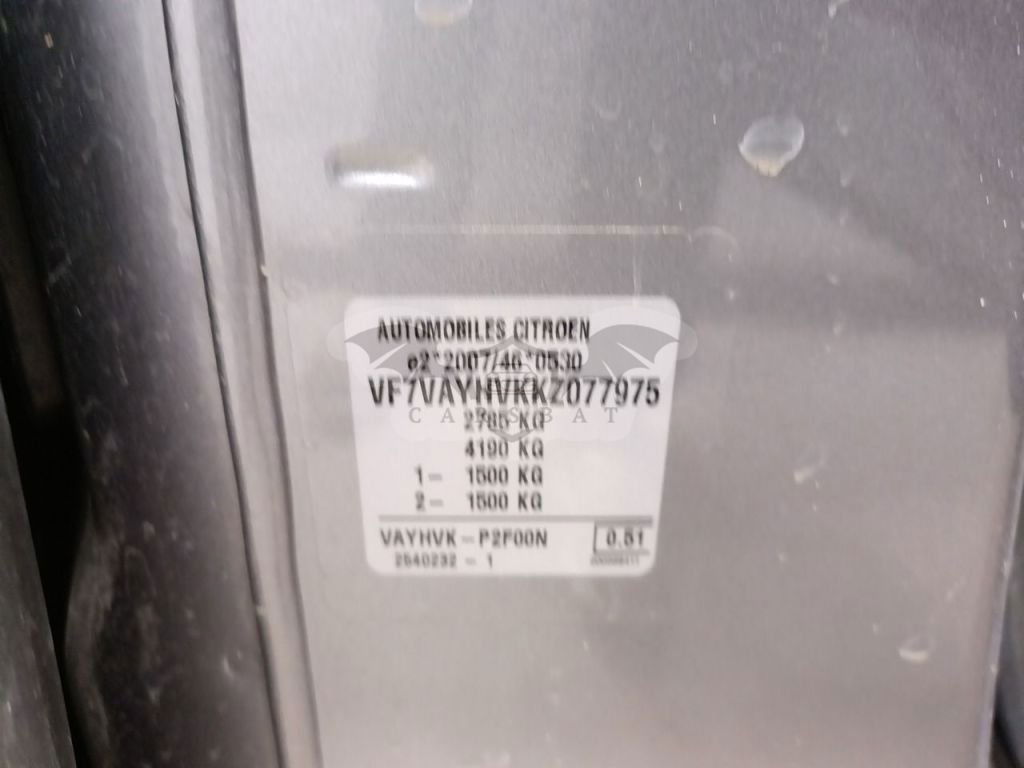 AUTOMOBILES CITROEN
e2*2007/46*0530
VF7VAYHVKKZ077975
CARSBAT
2785 KG
4190 KG
1- 1500 KG
2- 1500 KG
VAYHVK-P2F00N 0.51
2540232 - 1